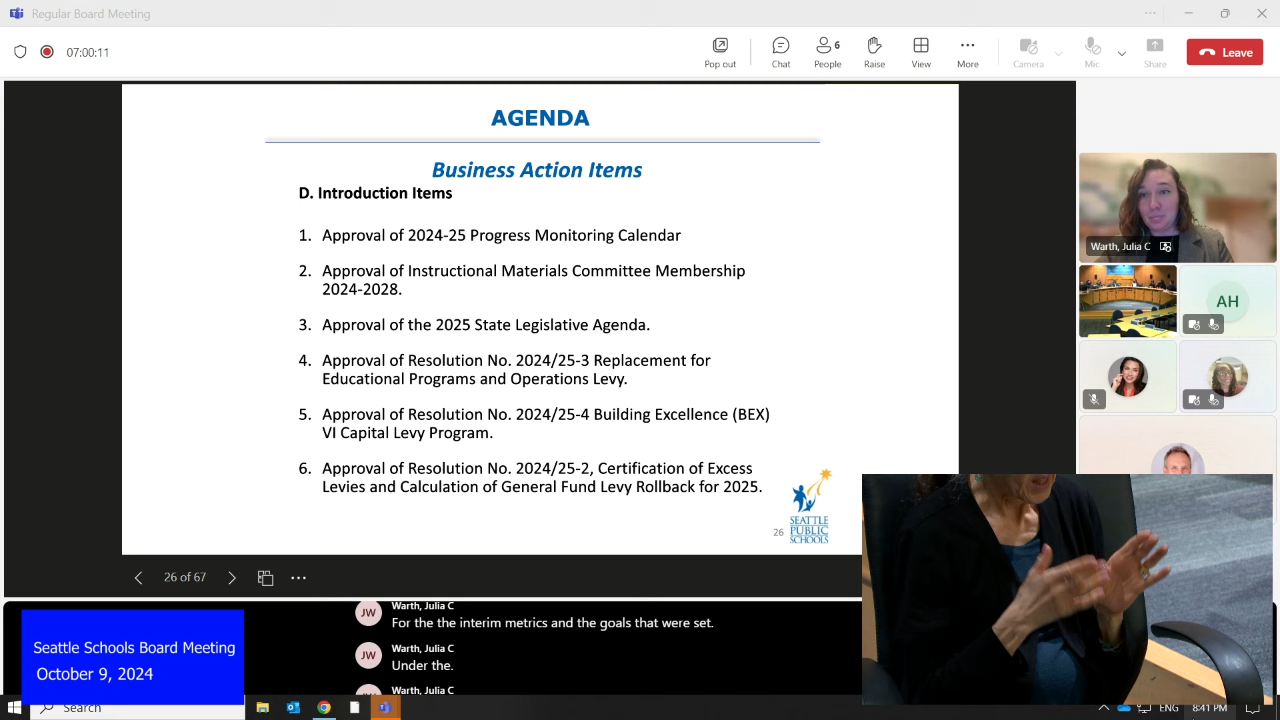 Regular Board Meeting
07:00:11
Pop out
Chat
6
People
Raise
View
More
Camera
Mic
Share
Leave
AGENDA
Business Action Items
D. Introduction Items
1. Approval of 2024-25 Progress Monitoring Calendar
2. Approval of Instructional Materials Committee Membership
2024-2028.
3. Approval of the 2025 State Legislative Agenda.
4. Approval of Resolution No. 2024/25-3 Replacement for
Educational Programs and Operations Levy.
5. Approval of Resolution No. 2024/25-4 Building Excellence (BEX)
VI Capital Levy Program.
6. Approval of Resolution No. 2024/25-2, Certification of Excess
Levies and Calculation of General Fund Levy Rollback for 2025.
26
SEATTLE
PUBLIC
SCHOOLS
Warth, Julia C
AH
26 of 67
JW
Warth, Julia C
For the the interim metrics and the goals that were set.
JW
Warth, Julia C
Under the.
Warth, Julia C
Seattle Schools Board Meeting
October 9, 2024
Search
ENG
8:41 PM